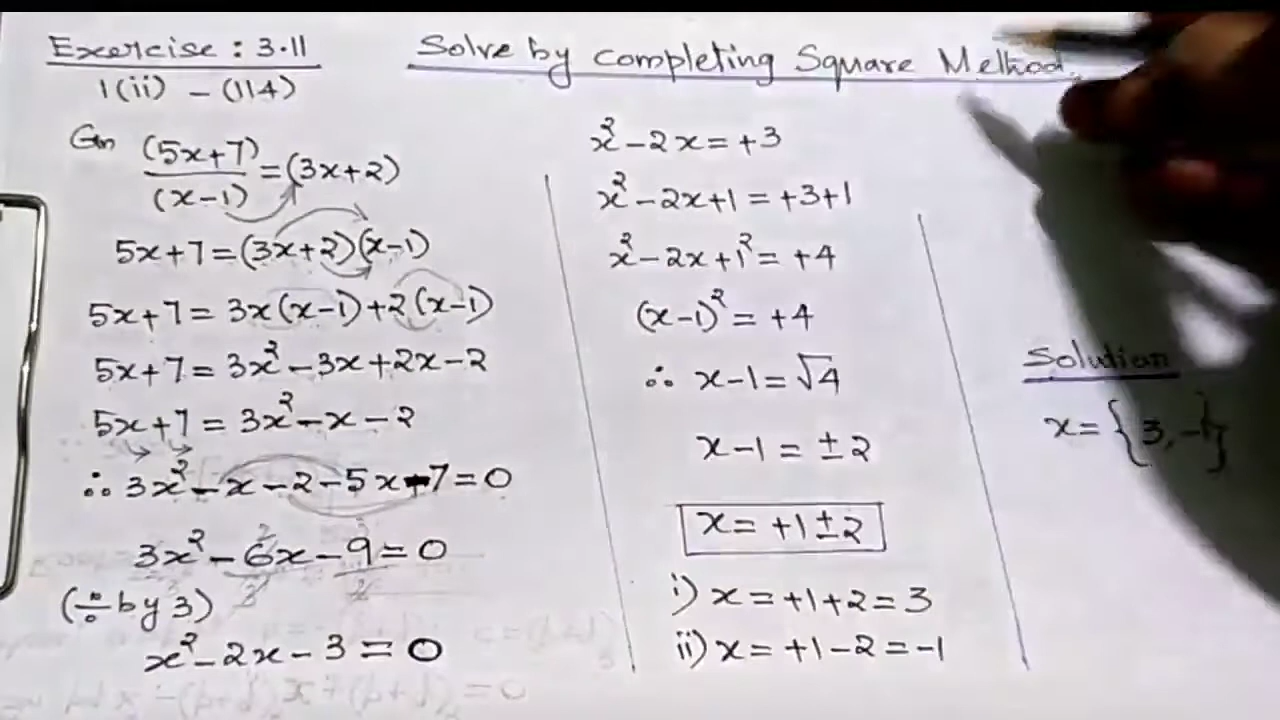 Exercise : 3.11
1(ii) – (114)
Solve by completing Square Method.
Gn (5x+7)/(x-1) = (3x+2)
5x+7 = (3x+2)(x-1)
5x+7 = 3x(x-1)+2(x-1)
5x+7 = 3x² - 3x + 2x - 2
5x+7 = 3x² - x - 2
∴ 3x² - x - 2 - 5x - 7 = 0
3x² - 6x - 9 = 0
(÷ by 3)
x² - 2x - 3 = 0
x² - 2x = +3
x² - 2x + 1 = +3+1
x² - 2x + 1² = +4
(x-1)² = +4
∴ x-1 = √4
x-1 = ±2
x = +1 ± 2
i) x = +1+2 = 3
ii) x = +1-2 = -1
Solution
x = {3, -1}